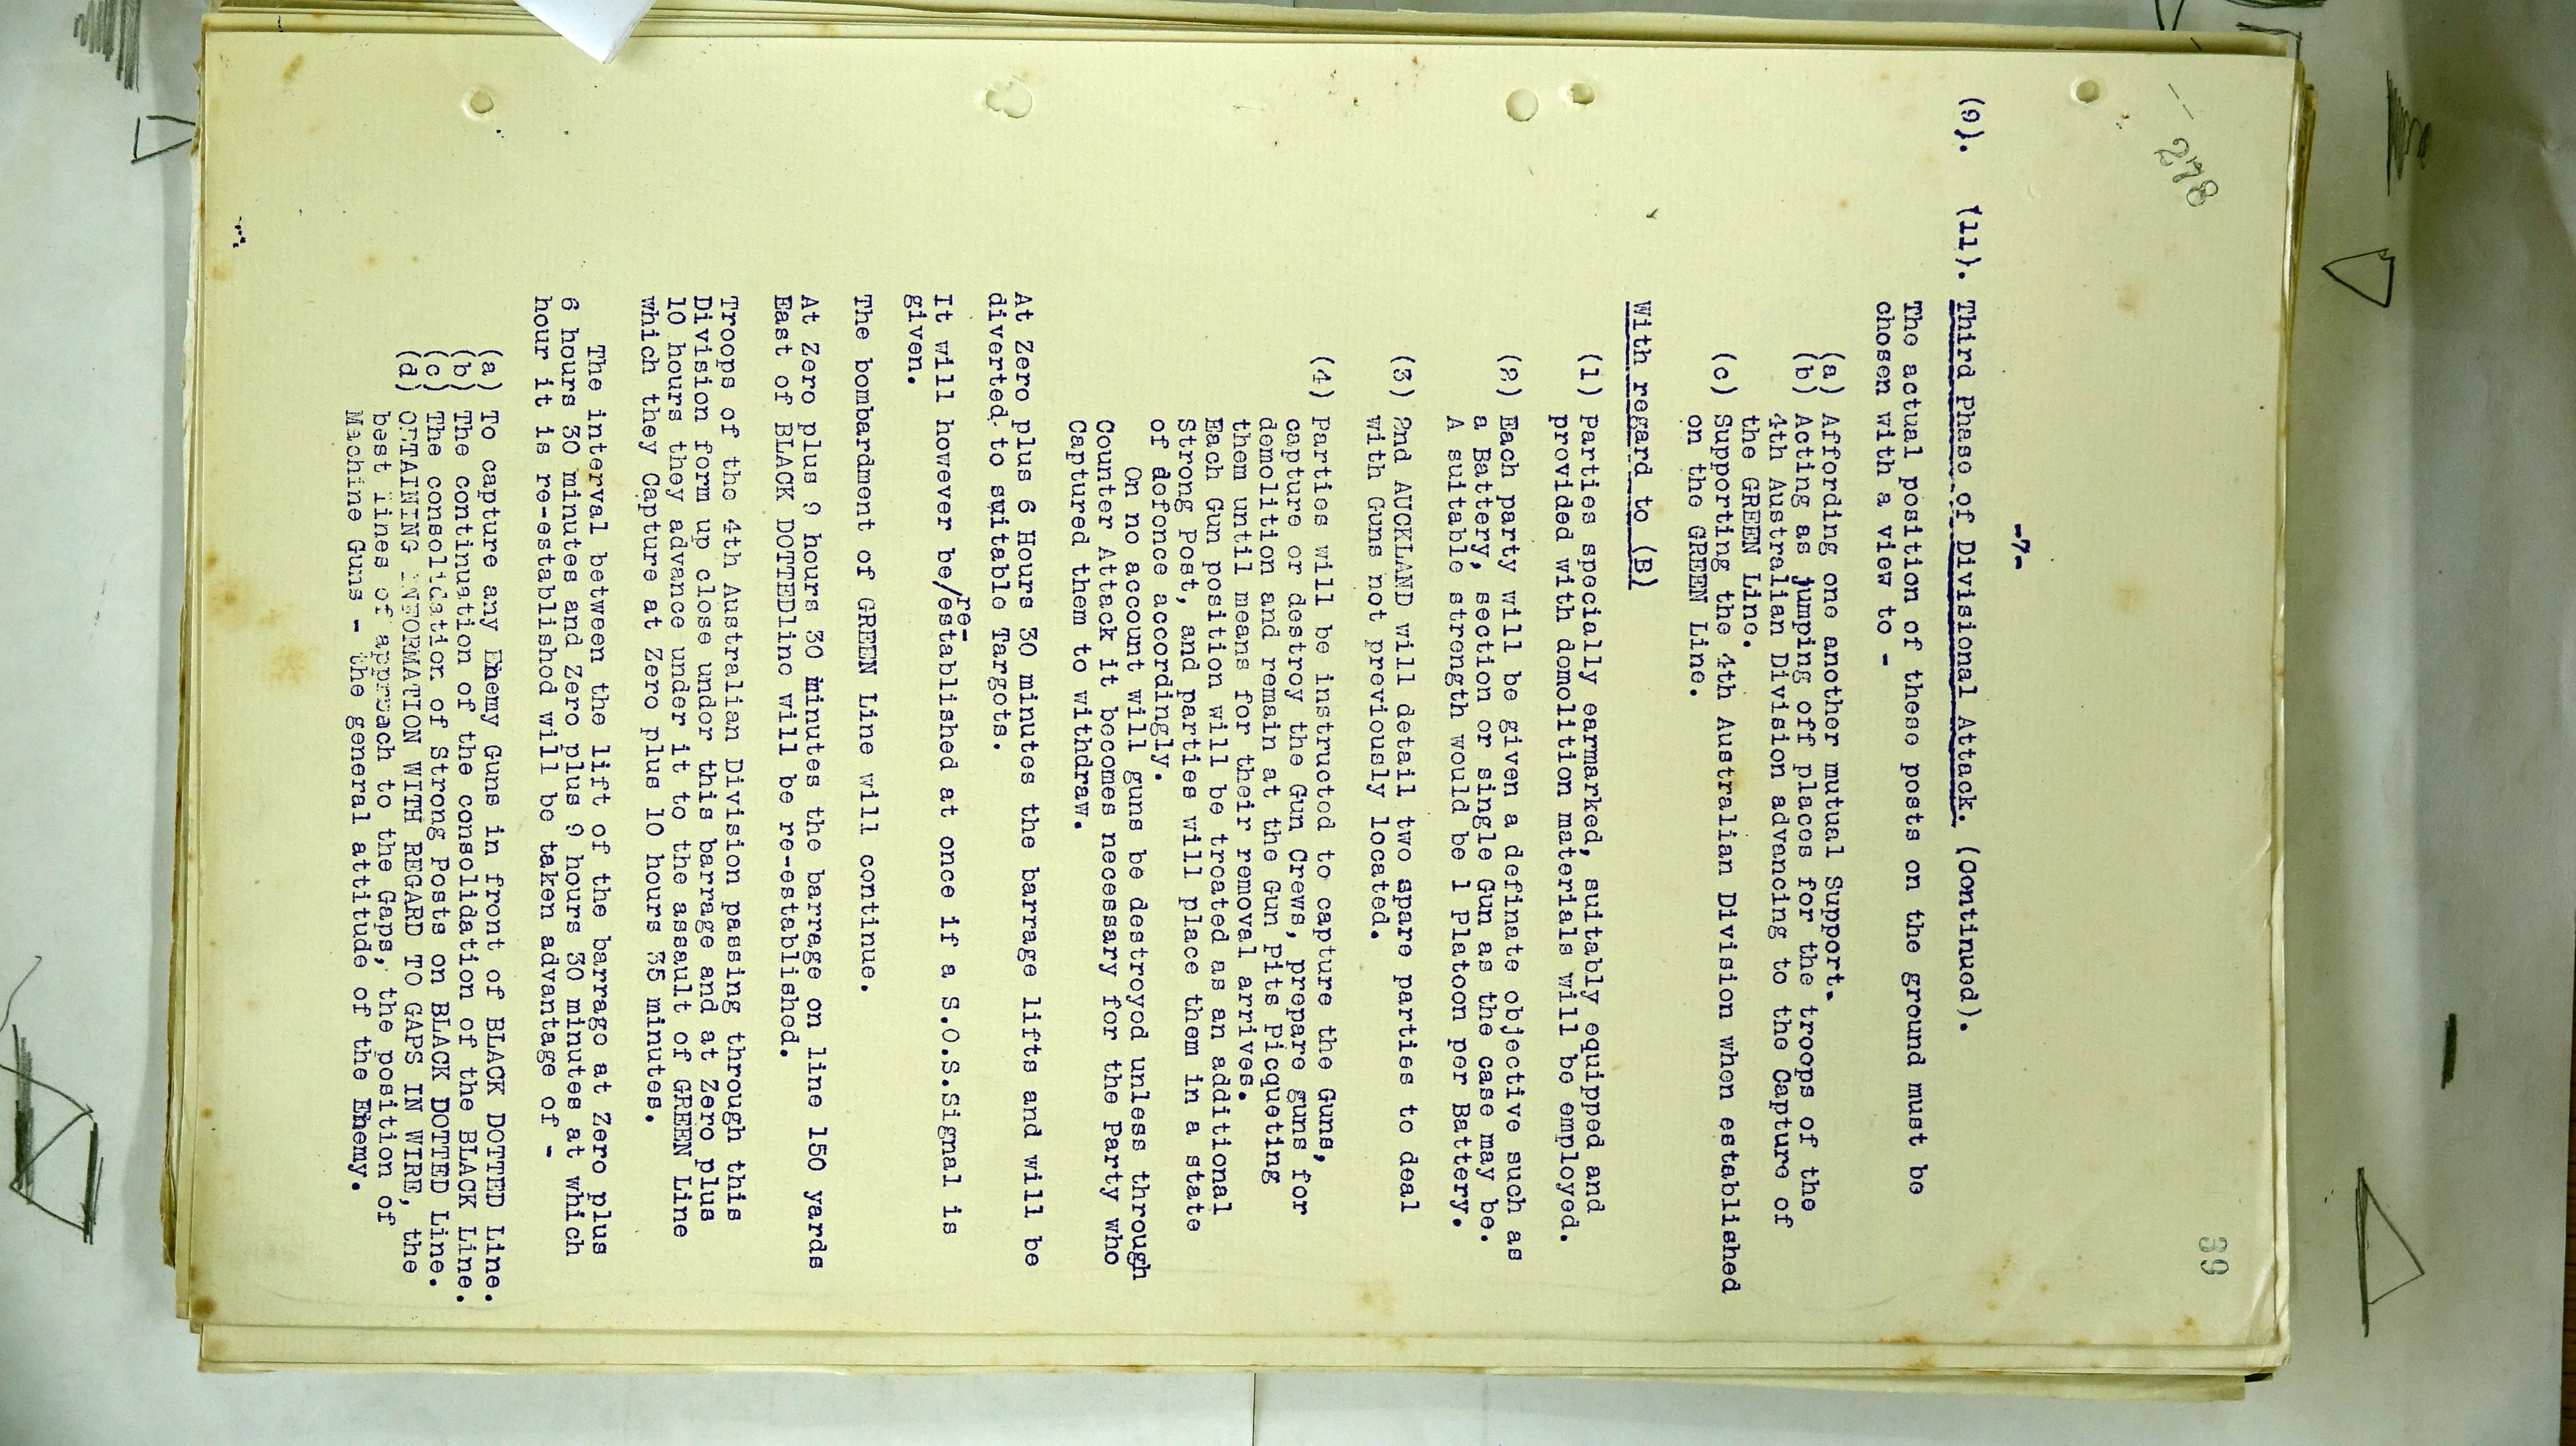 278
39
-7-
(9). (11). Third Phase of Divisional Attack. (Continued).
The actual position of these posts on the ground must be
chosen with a view to -
(a) Affording one another mutual Support.
(b) Acting as jumping off places for the troops of the
4th Australian Division advancing to the Capture of
the GREEN Line.
(c) Supporting the 4th Australian Division when established
on the GREEN Line.
With regard to (B)
(1) Parties specially earmarked, suitably equipped and
provided with domolition materials will be employed.
(2) Each party will be given a definate objective such as
a Battery, section or single Gun as the case may be.
A suitable strength would be 1 Platoon per Battery.
(3) 2nd AUCKLAND will detail two spare parties to deal
with Guns not previously located.
(4) Parties will be instructed to capture the Guns,
capture or destroy the Gun Crews, prepare guns for
demolition and remain at the Gun pits picqueting
them until means for their removal arrives.
Each Gun position will be treated as an additional
Strong Post, and parties will place them in a state
of defonce accordingly.
On no account will guns be destroyed unless through
Counter Attack it becomes necessary for the Party who
Captured them to withdraw.
At Zero plus 6 Hours 30 minutes the barrage lifts and will be
diverted to suitable Targots.
It will however be/re-established at once if a S.O.S.Signal is
given.
The bombardment of GREEN Line will continue.
At Zero plus 9 hours 30 minutes the barrage on line 150 yards
East of BLACK DOTTEDline will be re-established.
Troops of the 4th Australian Division passing through this
Division form up close under this barrage and at Zero plus
10 hours they advance under it to the assault of GREEN Line
which they Capture at Zero plus 10 hours 35 minutes.
The interval between the lift of the barrage at Zero plus
6 hours 30 minutes and Zero plus 9 hours 30 minutes at which
hour it is re-established will be taken advantage of -
(a) To capture any Enemy Guns in front of BLACK DOTTED Line.
(b) The continuation of the consolidation of the BLACK Line.
(c) The consolidation of Strong Posts on BLACK DOTTED Line.
(d) OBTAINING INFORMATION WITH REGARD TO GAPS IN WIRE, the
best lines of approach to the Gaps, the position of
Machine Guns - the general attitude of the Enemy.